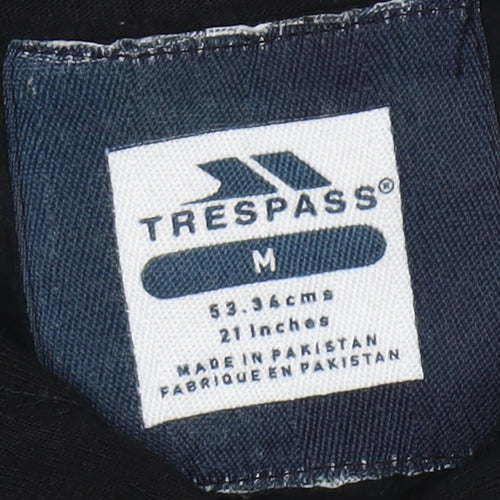 TRESPASS®
M
53.34cms
21 Inches
MADE IN PAKISTAN
FABRIQUE EN PAKISTAN